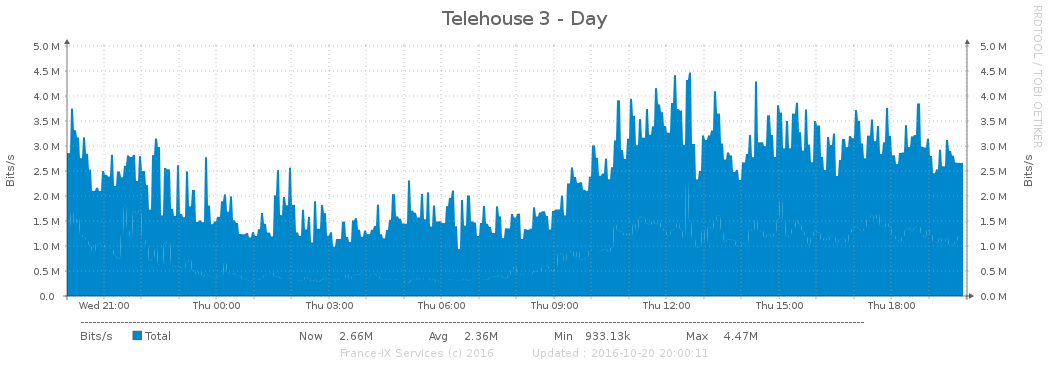 Telehouse 3 - Day
RRDTOOL / TOBI OETIKER
5.0 M 5.0 M
4.5 M 4.5 M
4.0 M 4.0 M
3.5 M 3.5 M
3.0 M 3.0 M
2.5 M 2.5 M
2.0 M 2.0 M
1.5 M 1.5 M
1.0 M 1.0 M
0.5 M 0.5 M
0.0 0.0 M
Bits/s
Bits/s
Wed 21:00 Thu 00:00 Thu 03:00 Thu 06:00 Thu 09:00 Thu 12:00 Thu 15:00 Thu 18:00
Bits/s Total Now 2.66M Avg 2.36M Min 933.13k Max 4.47M
France-IX Services (c) 2016 Updated : 2016-10-20 20:00:11